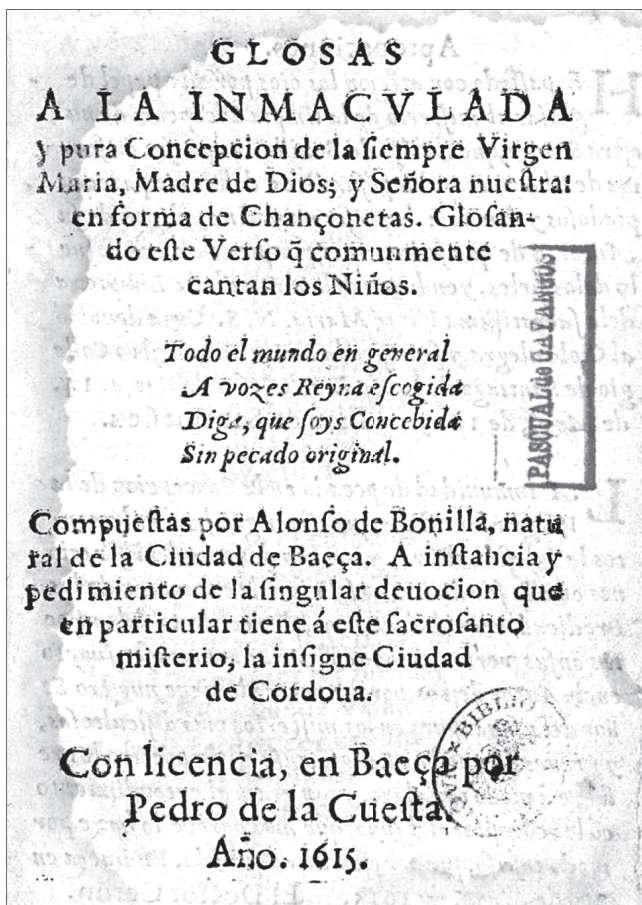 GLOSAS
A LA INMACVLADA
y pura Concepcion de la ſiempre Virgen
Maria, Madre de Dios; y Señora nueſtra:
en forma de Chançonetas. Gloſan-
do eſte Verſo q̃ comunmente
cantan los Niños.
Todo el mundo en general
A vozes Reyna eſcogida
Diga, que ſoys Concebida
Sin pecado original.
PASCUAL de GAYANGOS
Compueſtas por Alonſo de Bonilla, natu
ral de la Ciudad de Baeça. A inſtancia y
pedimiento de la ſingular deuocion que
en particular tiene á eſte ſacroſanto
miſterio, la inſigne Ciudad
de Cordoua.
Con licencia, en Baeça por
Pedro de la Cueſta.
Año. 1615.